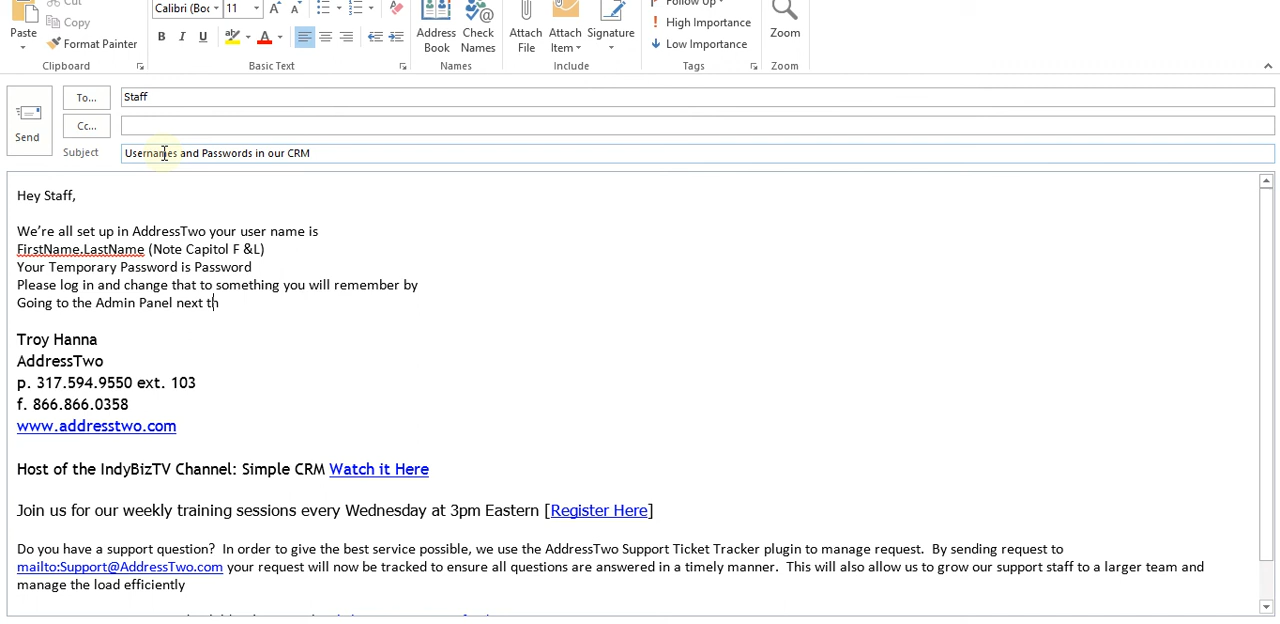 Cut
Calibri (Boc
11
Follow Up
Paste
Copy
Format Painter
B I U
Address Book
Check Names
Attach File
Attach Item
Signature
High Importance
Low Importance
Zoom
Clipboard
Basic Text
Names
Include
Tags
Zoom
Send
To...
Staff
Cc...
Subject
Usernames and Passwords in our CRM
Hey Staff,
We're all set up in AddressTwo your user name is
FirstName.LastName (Note Capitol F &L)
Your Temporary Password is Password
Please log in and change that to something you will remember by
Going to the Admin Panel next th
Troy Hanna
AddressTwo
p. 317.594.9550 ext. 103
f. 866.866.0358
www.addresstwo.com
Host of the IndyBizTV Channel: Simple CRM Watch it Here
Join us for our weekly training sessions every Wednesday at 3pm Eastern [Register Here]
Do you have a support question?  In order to give the best service possible, we use the AddressTwo Support Ticket Tracker plugin to manage request.  By sending request to
mailto:Support@AddressTwo.com your request will now be tracked to ensure all questions are answered in a timely manner.  This will also allow us to grow our support staff to a larger team and
manage the load efficiently